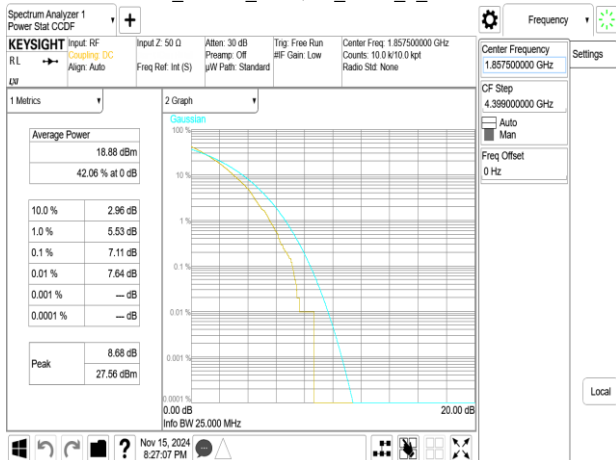 Spectrum Analyzer 1
Power Stat CCDF
KEYSIGHT
RL
LXI
Input: RF
Coupling: DC
Align: Auto
Input Z: 50 Ω
Freq Ref: Int (S)
Atten: 30 dB
Preamp: Off
µW Path: Standard
Trig: Free Run
#IF Gain: Low
Center Freq: 1.857500000 GHz
Counts: 10.0 k/10.0 kpt
Radio Std: None
1 Metrics
Average Power
18.88 dBm
42.06 % at 0 dB
10.0 % 2.96 dB
1.0 % 5.53 dB
0.1 % 7.11 dB
0.01 % 7.64 dB
0.001 % --- dB
0.0001 % --- dB
Peak
8.68 dB
27.56 dBm
2 Graph
Gaussian
100 %
10 %
1 %
0.1 %
0.01 %
0.001 %
0.0001 %
0.00 dB 20.00 dB
Info BW 25.000 MHz
Nov 15, 2024
8:27:07 PM
Frequency
Center Frequency
1.857500000 GHz
CF Step
4.399000000 GHz
Auto
Man
Freq Offset
0 Hz
Settings
Local